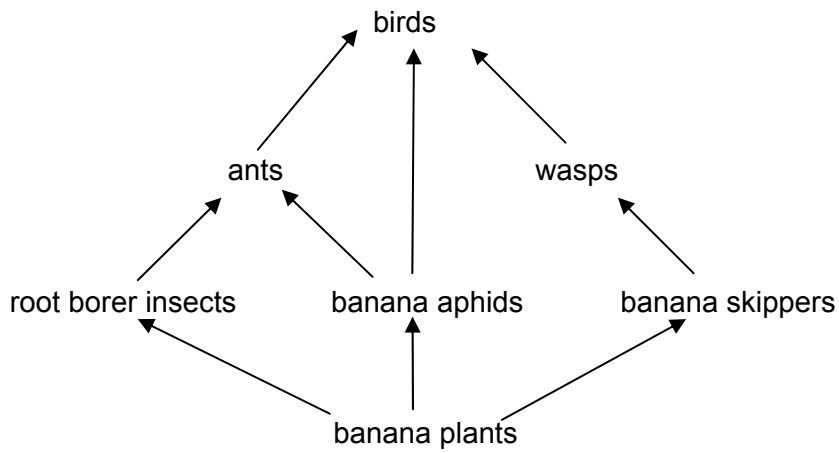 birds
ants wasps
root borer insects banana aphids banana skippers
banana plants